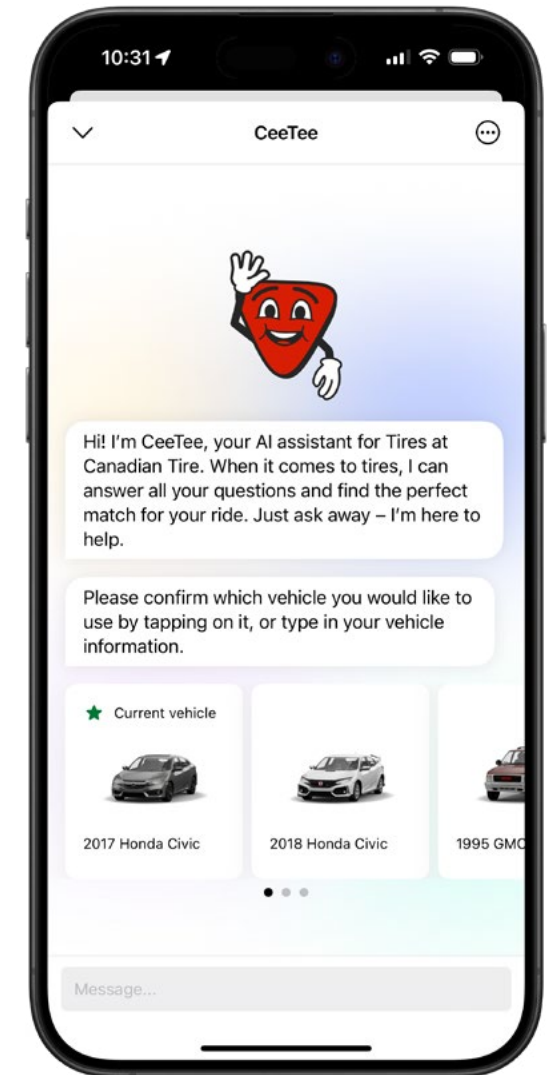 10:31
CeeTee
Hi! I'm CeeTee, your AI assistant for Tires at
Canadian Tire. When it comes to tires, I can
answer all your questions and find the perfect
match for your ride. Just ask away – I'm here to
help.
Please confirm which vehicle you would like to
use by tapping on it, or type in your vehicle
information.
Current vehicle
2017 Honda Civic
2018 Honda Civic
1995 GMC
Message...